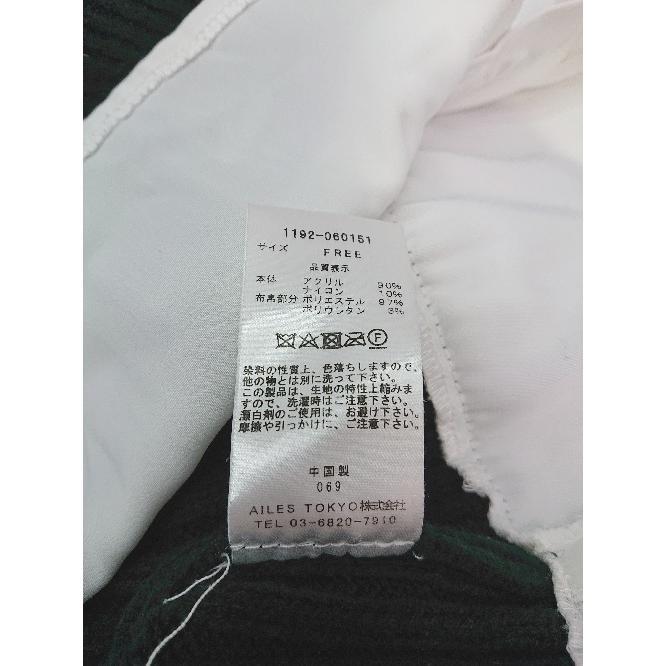 1192-060151
サイズ FREE
品質表示
本体 アクリル 90%
ナイロン 10%
布帛部分 ポリエステル 97%
ポリウレタン 3%
F
染料の性質上、色落ちしますので、
他の物とは別に洗って下さい。
この製品は、生地の特性上縮みま
すので、洗濯時はご注意下さい。
漂白剤のご使用は、お避け下さい。
摩擦や引っかけに、ご注意下さい。
中国製
069
AILES TOKYO株式会社
TEL 03-6820-7910